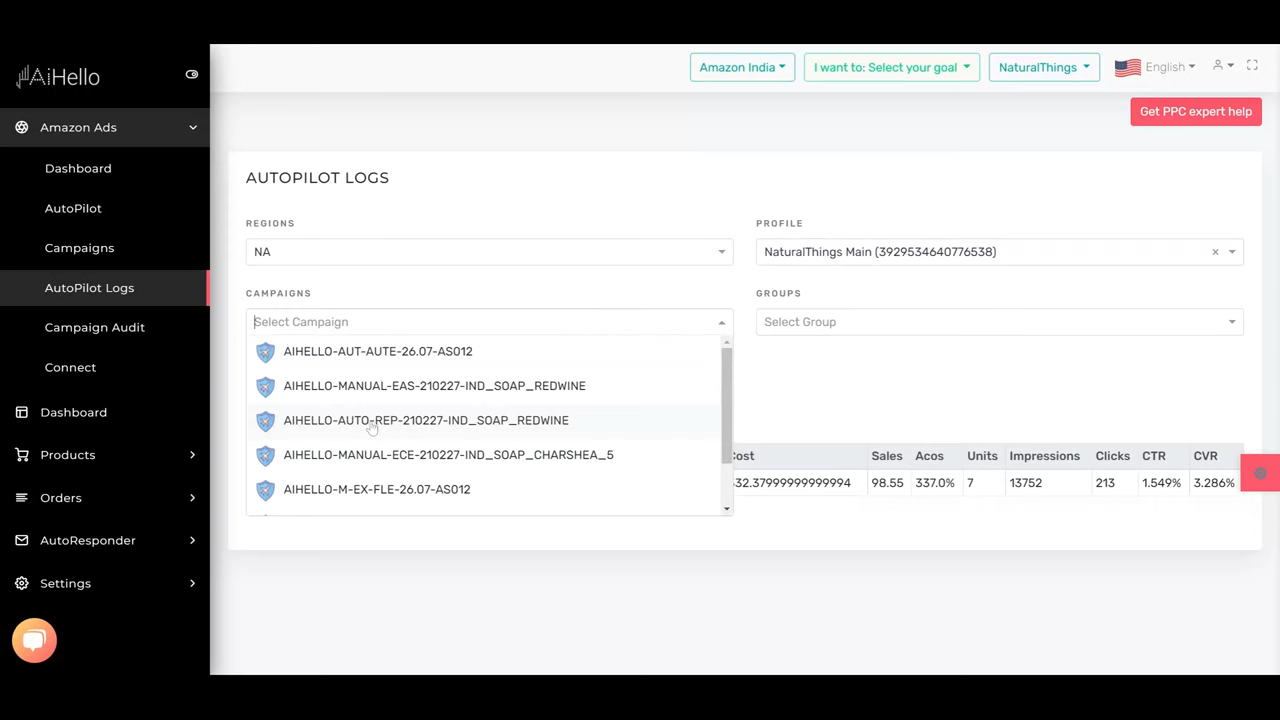 AiHello
Amazon India
I want to: Select your goal
NaturalThings
English
Get PPC expert help
Amazon Ads
Dashboard
AutoPilot
Campaigns
AutoPilot Logs
Campaign Audit
Connect
Dashboard
Products
Orders
AutoResponder
Settings
AUTOPILOT LOGS
REGIONS
NA
PROFILE
NaturalThings Main (3929534640776538)
×
CAMPAIGNS
Select Campaign
GROUPS
Select Group
AIHELLO-AUT-AUTE-26.07-AS012
AIHELLO-MANUAL-EAS-210227-IND_SOAP_REDWINE
AIHELLO-AUTO-REP-210227-IND_SOAP_REDWINE
AIHELLO-MANUAL-ECE-210227-IND_SOAP_CHARSHEA_5
AIHELLO-M-EX-FLE-26.07-AS012
Cost Sales Acos Units Impressions Clicks CTR CVR
32.37999999999994 98.55 337.0% 7 13752 213 1.549% 3.286%